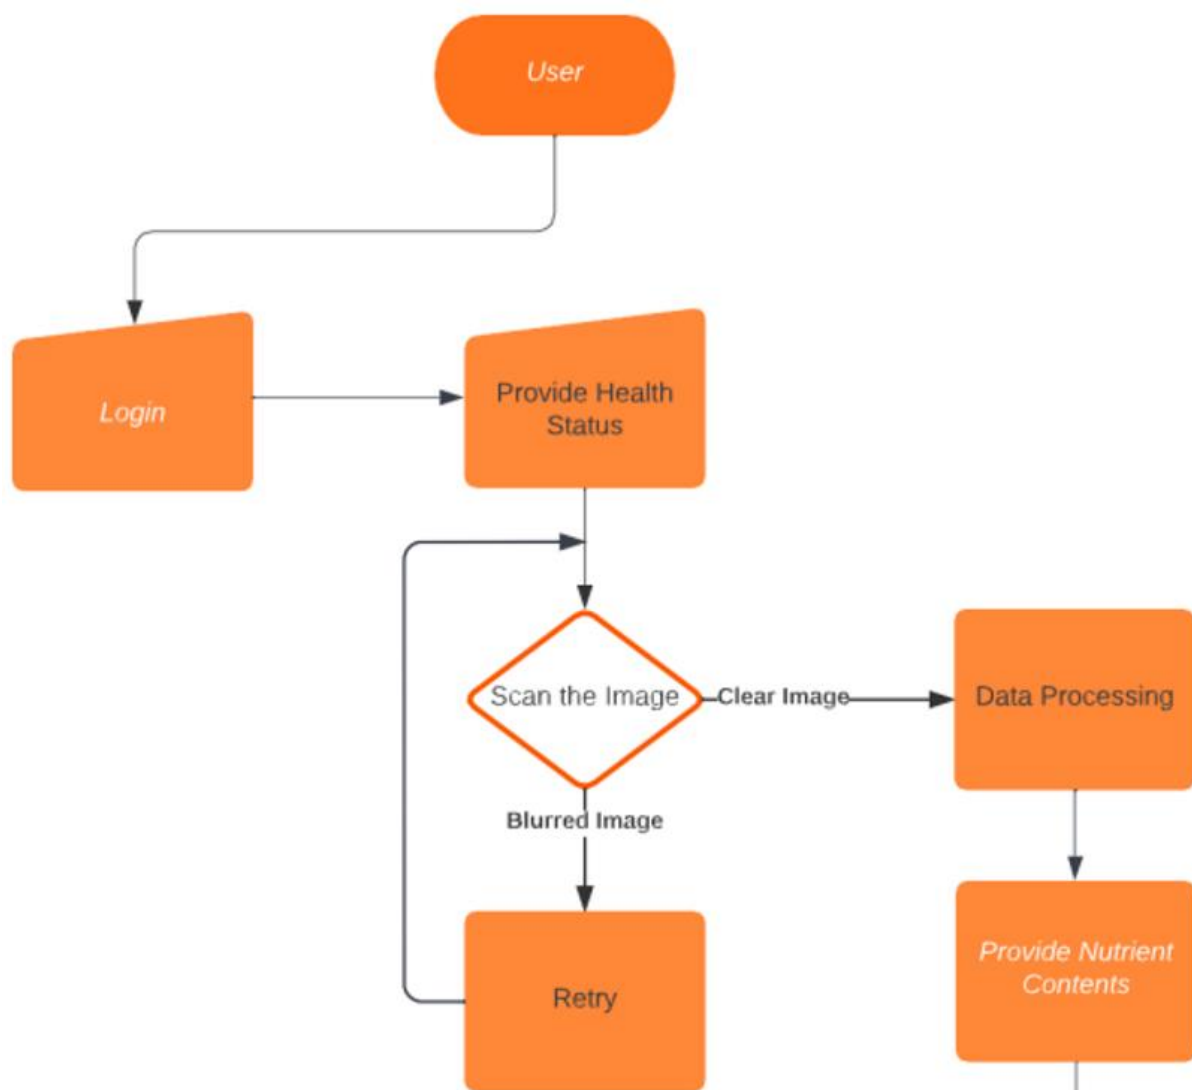 User
Login
Provide Health
Status
Scan the Image
Clear Image
Data Processing
Blurred Image
Retry
Provide Nutrient
Contents